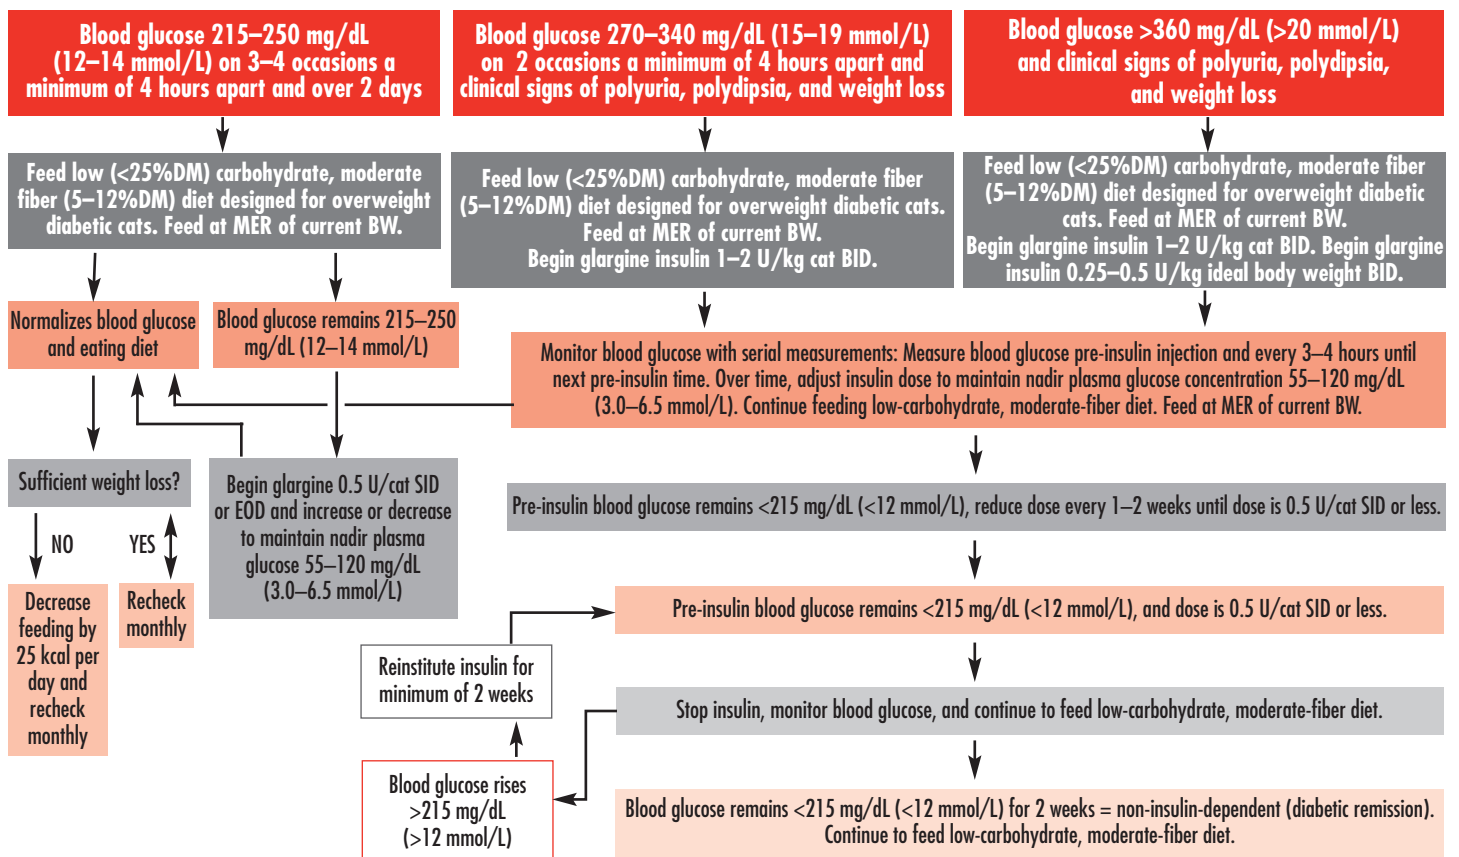 Blood glucose 215–250 mg/dL
(12–14 mmol/L) on 3–4 occasions a
minimum of 4 hours apart and over 2 days
Blood glucose 270–340 mg/dL (15–19 mmol/L)
on 2 occasions a minimum of 4 hours apart and
clinical signs of polyuria, polydipsia, and weight loss
Blood glucose >360 mg/dL (>20 mmol/L)
and clinical signs of polyuria, polydipsia,
and weight loss
Feed low (<25%DM) carbohydrate, moderate
fiber (5–12%DM) diet designed for overweight
diabetic cats. Feed at MER of current BW.
Feed low (<25%DM) carbohydrate, moderate fiber
(5–12%DM) diet designed for overweight diabetic cats.
Feed at MER of current BW.
Begin glargine insulin 1–2 U/kg cat BID.
Feed low (<25%DM) carbohydrate, moderate fiber
(5–12%DM) diet designed for overweight diabetic
cats. Feed at MER of current BW.
Begin glargine insulin 1–2 U/kg cat BID. Begin glargine
insulin 0.25–0.5 U/kg ideal body weight BID.
Normalizes blood glucose
and eating diet
Blood glucose remains 215–250
mg/dL (12–14 mmol/L)
Monitor blood glucose with serial measurements: Measure blood glucose pre-insulin injection and every 3–4 hours until
next pre-insulin time. Over time, adjust insulin dose to maintain nadir plasma glucose concentration 55–120 mg/dL
(3.0–6.5 mmol/L). Continue feeding low-carbohydrate, moderate-fiber diet. Feed at MER of current BW.
Sufficient weight loss?
Begin glargine 0.5 U/cat SID
or EOD and increase or decrease
to maintain nadir plasma
glucose 55–120 mg/dL
(3.0–6.5 mmol/L)
Pre-insulin blood glucose remains <215 mg/dL (<12 mmol/L), reduce dose every 1–2 weeks until dose is 0.5 U/cat SID or less.
NO
YES
Decrease
feeding by
25 kcal per
day and
recheck
monthly
Recheck
monthly
Pre-insulin blood glucose remains <215 mg/dL (<12 mmol/L), and dose is 0.5 U/cat SID or less.
Reinstitute insulin for
minimum of 2 weeks
Stop insulin, monitor blood glucose, and continue to feed low-carbohydrate, moderate-fiber diet.
Blood glucose rises
>215 mg/dL
(>12 mmol/L)
Blood glucose remains <215 mg/dL (<12 mmol/L) for 2 weeks = non-insulin-dependent (diabetic remission).
Continue to feed low-carbohydrate, moderate-fiber diet.